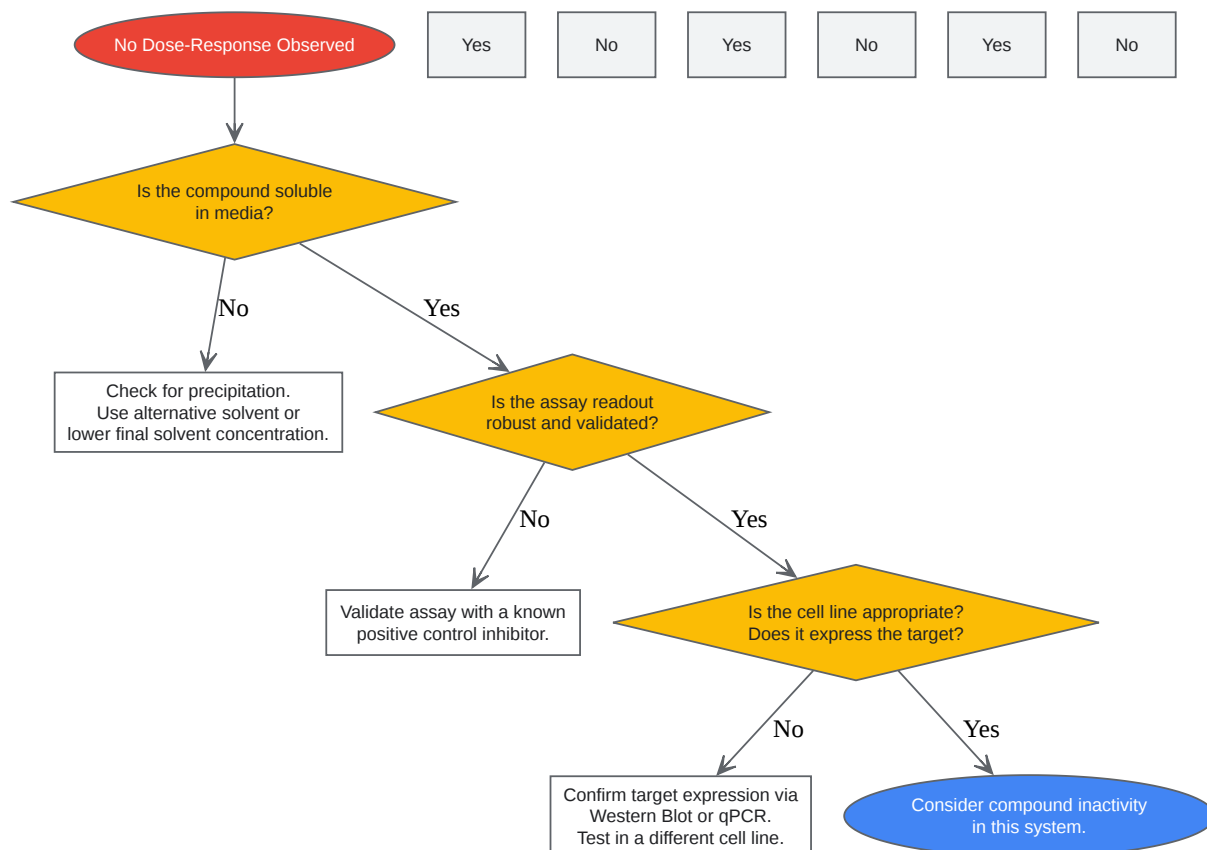 No Dose-Response Observed
Yes
No
Yes
No
Yes
No
Is the compound soluble
in media?
No
Yes
Check for precipitation.
Use alternative solvent or
lower final solvent concentration.
Is the assay readout
robust and validated?
No
Yes
Validate assay with a known
positive control inhibitor.
Is the cell line appropriate?
Does it express the target?
No
Yes
Confirm target expression via
Western Blot or qPCR.
Test in a different cell line.
Consider compound inactivity
in this system.